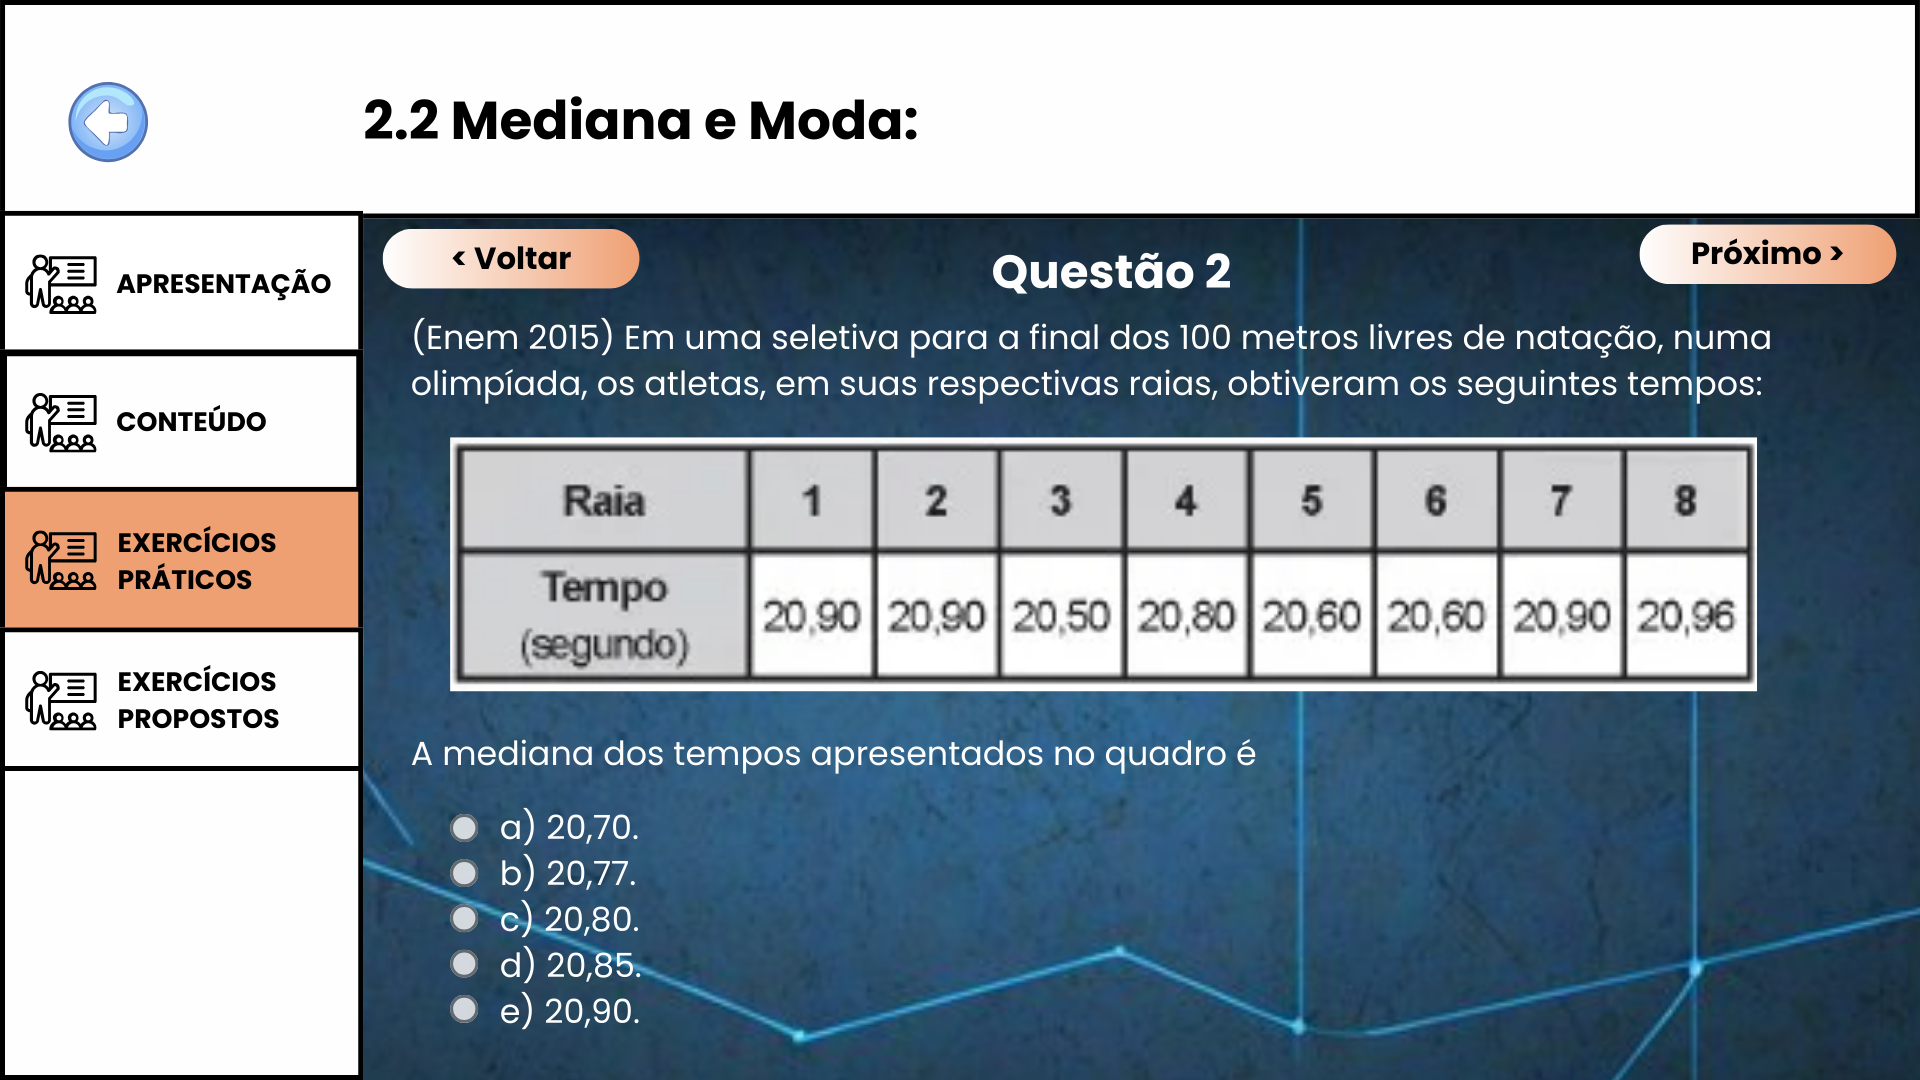 2.2 Mediana e Moda:
APRESENTAÇÃO
CONTEÚDO
EXERCÍCIOS
PRÁTICOS
EXERCÍCIOS
PROPOSTOS
< Voltar
Questão 2
Próximo >
(Enem 2015) Em uma seletiva para a final dos 100 metros livres de natação, numa
olimpíada, os atletas, em suas respectivas raias, obtiveram os seguintes tempos:
Raia 1 2 3 4 5 6 7 8
Tempo (segundo) 20,90 20,90 20,50 20,80 20,60 20,60 20,90 20,96
A mediana dos tempos apresentados no quadro é
a) 20,70.
b) 20,77.
c) 20,80.
d) 20,85.
e) 20,90.